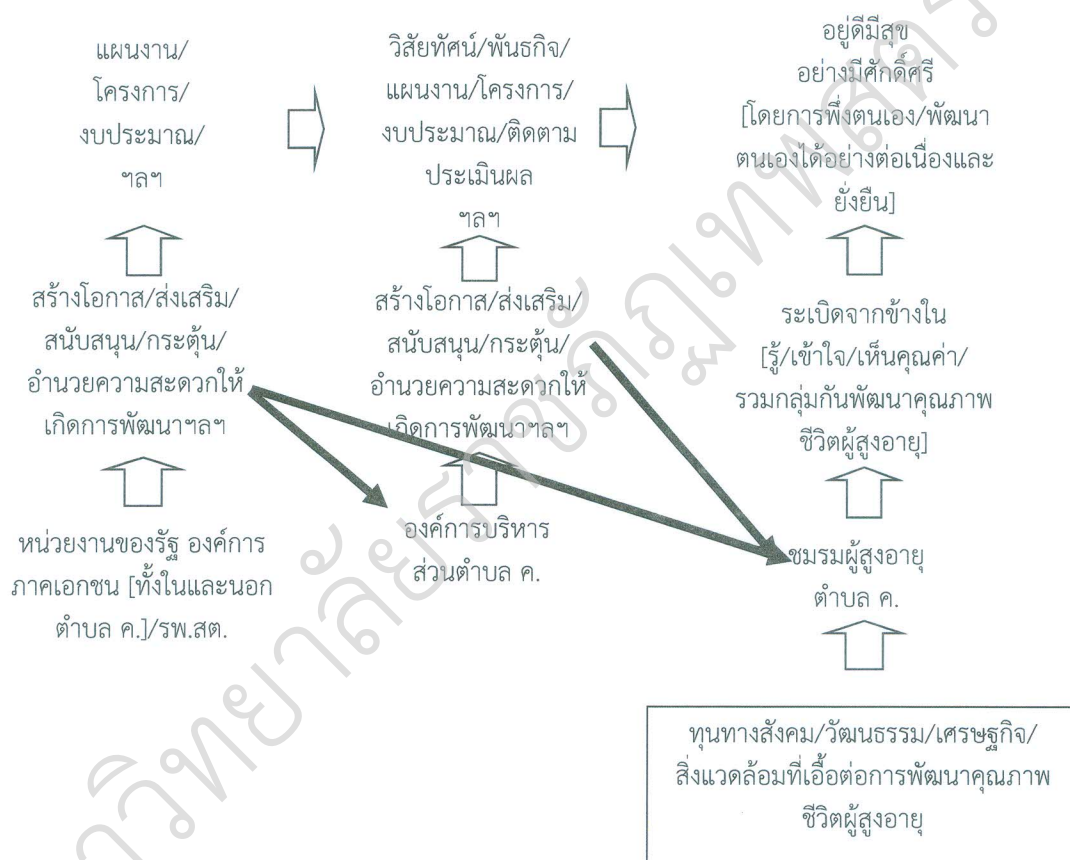 แผนงาน/
โครงการ/
งบประมาณ/
ฯลฯ
วิสัยทัศน์/พันธกิจ/
แผนงาน/โครงการ/
งบประมาณ/ติดตาม
ประเมินผล
ฯลฯ
อยู่ดีมีสุข
อย่างมีศักดิ์ศรี
[โดยการพึ่งตนเอง/พัฒนา
ตนเองได้อย่างต่อเนื่องและ
ยั่งยืน]
สร้างโอกาส/ส่งเสริม/
สนับสนุน/กระตุ้น/
อำนวยความสะดวกให้
เกิดการพัฒนาฯลฯ
สร้างโอกาส/ส่งเสริม/
สนับสนุน/กระตุ้น/
อำนวยความสะดวกให้
เกิดการพัฒนาฯลฯ
ระเบิดจากข้างใน
[รู้/เข้าใจ/เห็นคุณค่า/
รวมกลุ่มกันพัฒนาคุณภาพ
ชีวิตผู้สูงอายุ]
หน่วยงานของรัฐ องค์การ
ภาคเอกชน [ทั้งในและนอก
ตำบล ค.]/รพ.สต.
องค์การบริหาร
ส่วนตำบล ค.
ชมรมผู้สูงอายุ
ตำบล ค.
ทุนทางสังคม/วัฒนธรรม/เศรษฐกิจ/
สิ่งแวดล้อมที่เอื้อต่อการพัฒนาคุณภาพ
ชีวิตผู้สูงอายุ